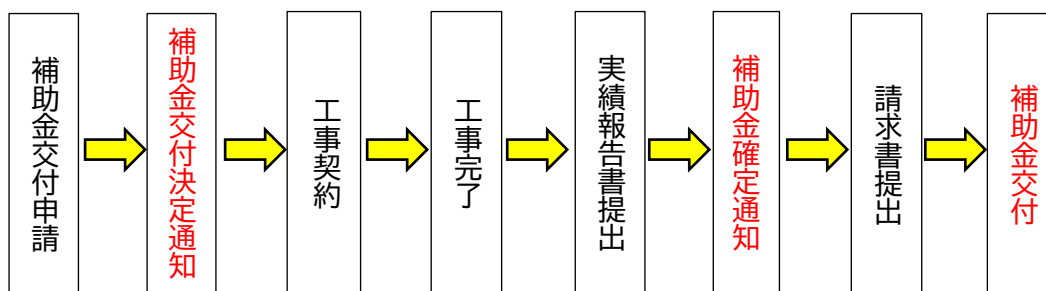 補助金交付申請
補助金交付決定通知
工事契約
工事完了
実績報告書提出
補助金確定通知
請求書提出
補助金交付